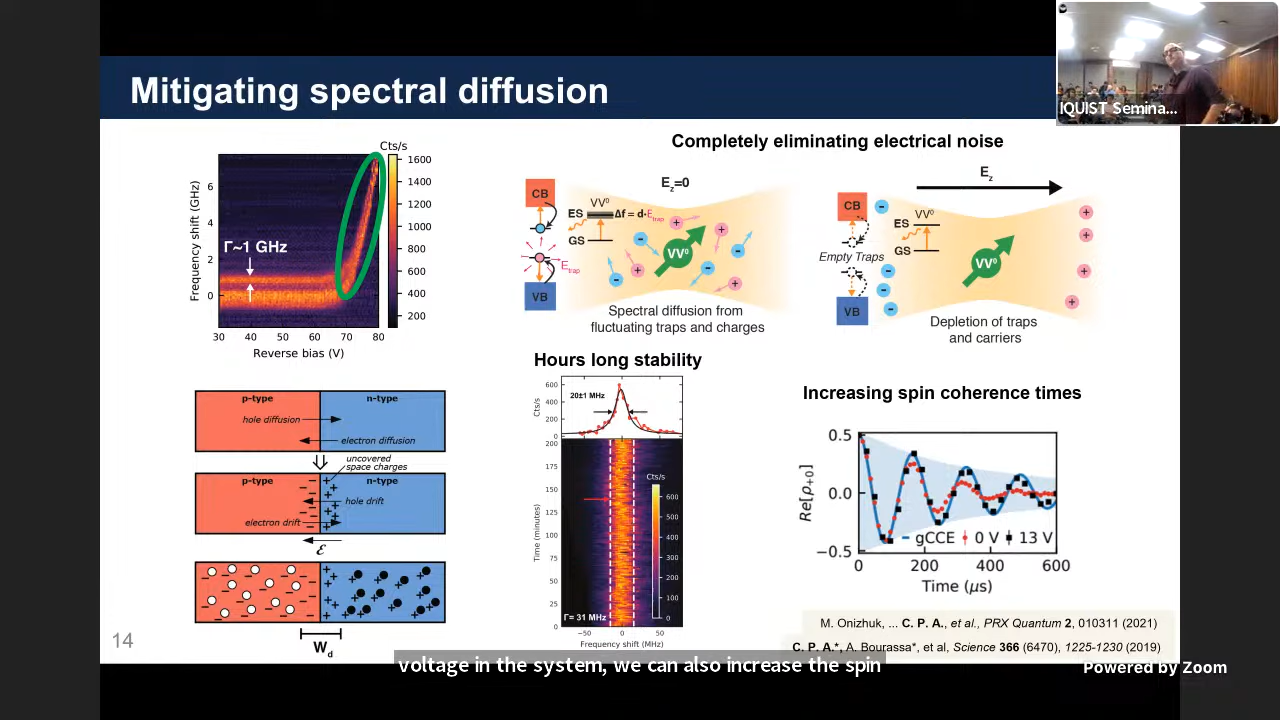 Mitigating spectral diffusion
IQUIST Semina...
Cts/s
1600
1400
1200
1000
800
600
400
200
Frequency shift (GHz)
6
4
2
0
Γ~1 GHz
30 40 50 60 70 80
Reverse bias (V)
Completely eliminating electrical noise
E_z=0
CB
VV⁰
ES
Δf = d·E_trap
GS
E_trap
VB
VV⁰
Spectral diffusion from
fluctuating traps and charges
E_z
CB
VV⁰
ES
GS
Empty Traps
VB
VV⁰
Depletion of traps
and carriers
p-type n-type
hole diffusion
electron diffusion
uncovered
space charges
p-type n-type
hole drift
electron drift
ℰ
W_d
Hours long stability
Cts/s
600
400
200
0
20±1 MHz
Time (minutes)
200
175
150
125
100
75
50
25
0
Cts/s
600
500
400
300
200
100
0
Γ= 31 MHz
−50 0 50
Frequency shift (MHz)
Increasing spin coherence times
Re[ρ+0]
0.5
0.0
−0.5
gCCE 0 V 13 V
0 200 400 600
Time (μs)
M. Onizhuk, ... C. P. A., et al., PRX Quantum 2, 010311 (2021)
C. P. A.*, A. Bourassa*, et al, Science 366 (6470), 1225-1230 (2019)
14
voltage in the system, we can also increase the spin
Powered by Zoom